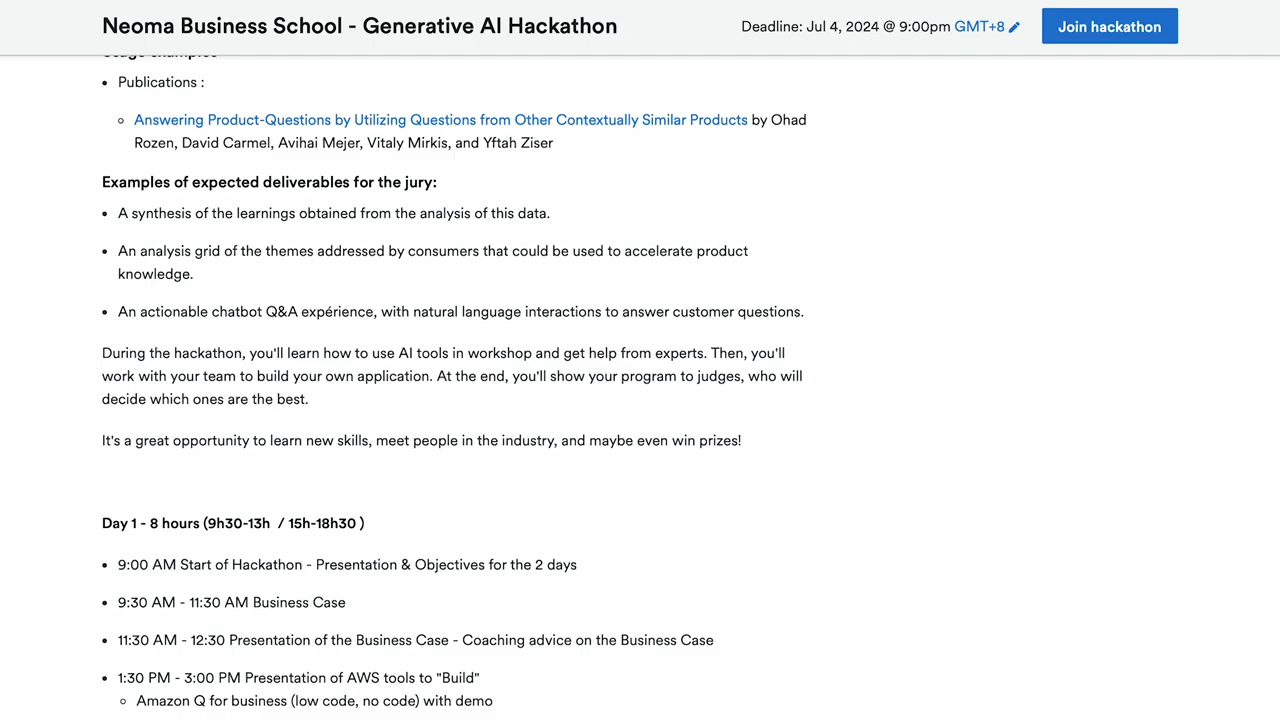 Neoma Business School - Generative AI Hackathon
Deadline: Jul 4, 2024 @ 9:00pm GMT+8
Join hackathon
Usage examples
• Publications :
○ Answering Product-Questions by Utilizing Questions from Other Contextually Similar Products by Ohad
Rozen, David Carmel, Avihai Mejer, Vitaly Mirkis, and Yftah Ziser
Examples of expected deliverables for the jury:
• A synthesis of the learnings obtained from the analysis of this data.
• An analysis grid of the themes addressed by consumers that could be used to accelerate product
knowledge.
• An actionable chatbot Q&A expérience, with natural language interactions to answer customer questions.
During the hackathon, you'll learn how to use AI tools in workshop and get help from experts. Then, you'll
work with your team to build your own application. At the end, you'll show your program to judges, who will
decide which ones are the best.
It's a great opportunity to learn new skills, meet people in the industry, and maybe even win prizes!
Day 1 - 8 hours (9h30-13h / 15h-18h30 )
• 9:00 AM Start of Hackathon - Presentation & Objectives for the 2 days
• 9:30 AM - 11:30 AM Business Case
• 11:30 AM - 12:30 Presentation of the Business Case - Coaching advice on the Business Case
• 1:30 PM - 3:00 PM Presentation of AWS tools to "Build"
○ Amazon Q for business (low code, no code) with demo